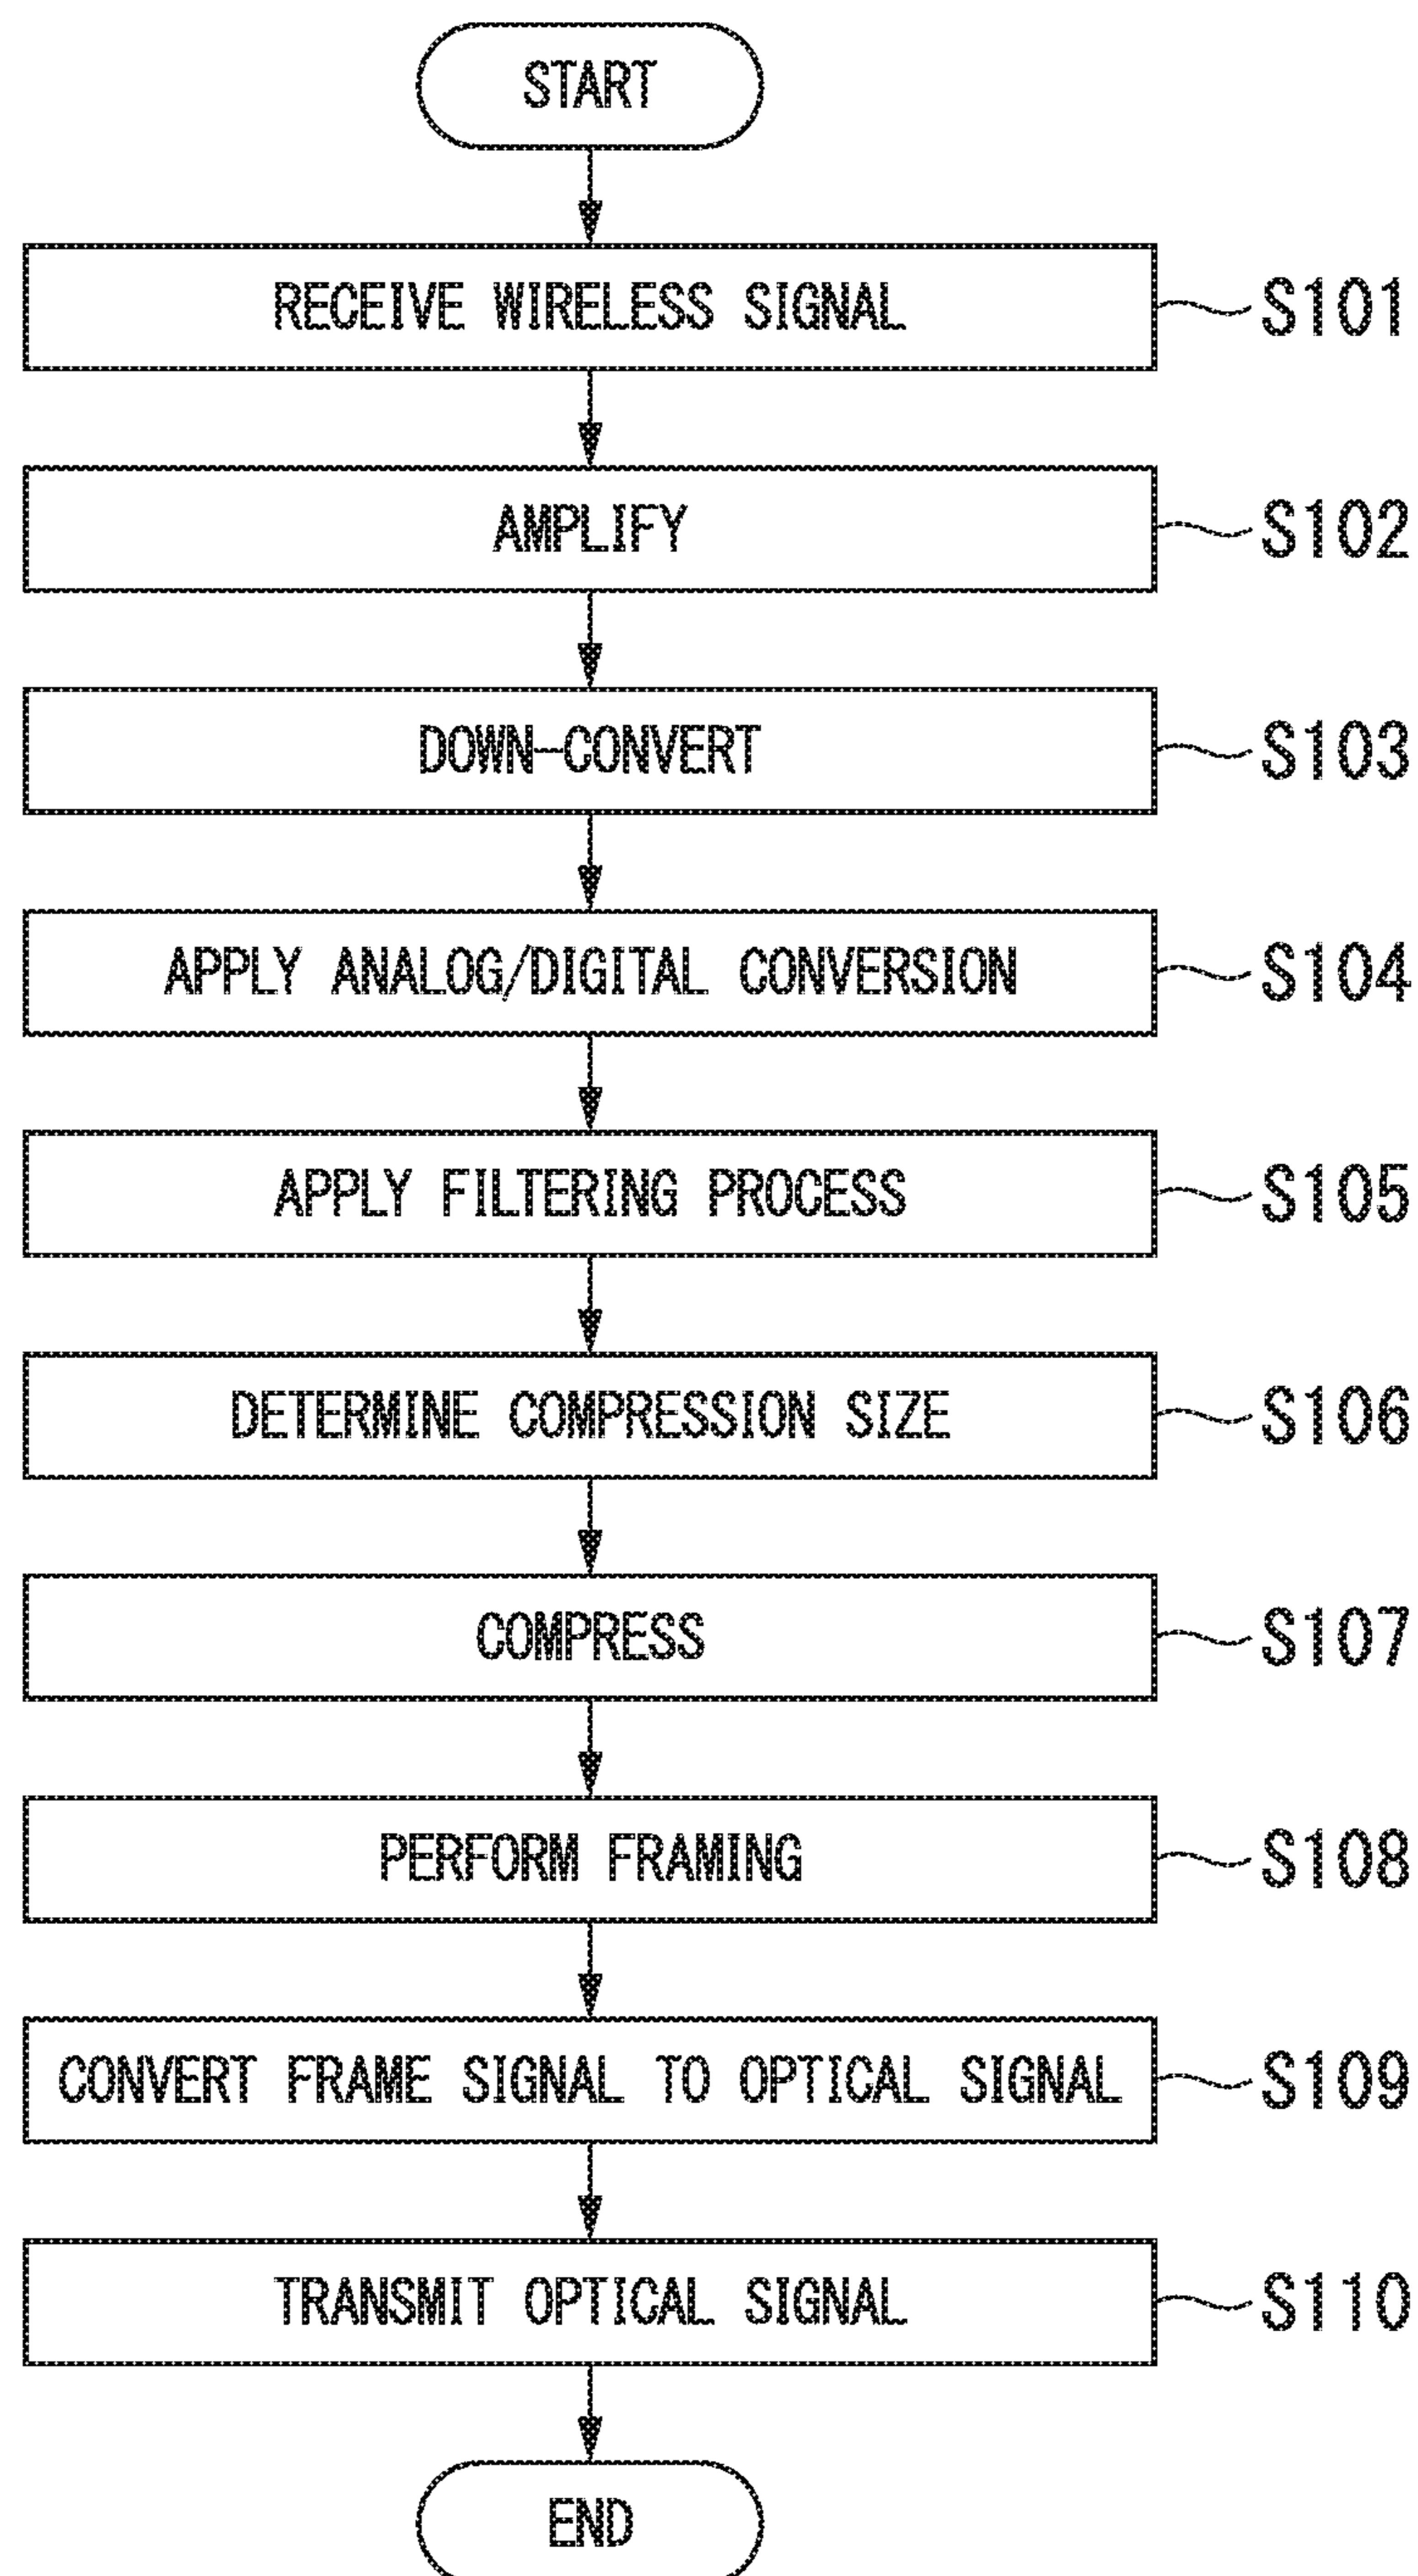 START
RECEIVE WIRELESS SIGNAL S101
AMPLIFY S102
DOWN-CONVERT S103
APPLY ANALOG/DIGITAL CONVERSION S104
APPLY FILTERING PROCESS S105
DETERMINE COMPRESSION SIZE S106
COMPRESS S107
PERFORM FRAMING S108
CONVERT FRAME SIGNAL TO OPTICAL SIGNAL S109
TRANSMIT OPTICAL SIGNAL S110
END